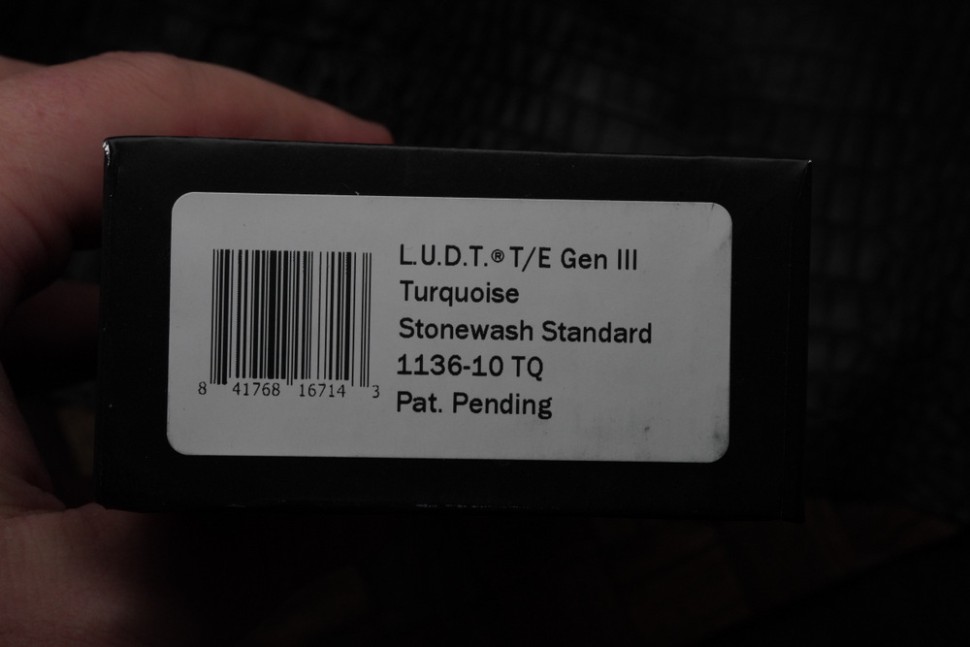 L.U.D.T.® T/E Gen III
Turquoise
Stonewash Standard
1136-10 TQ
Pat. Pending
8 41768 16714 3